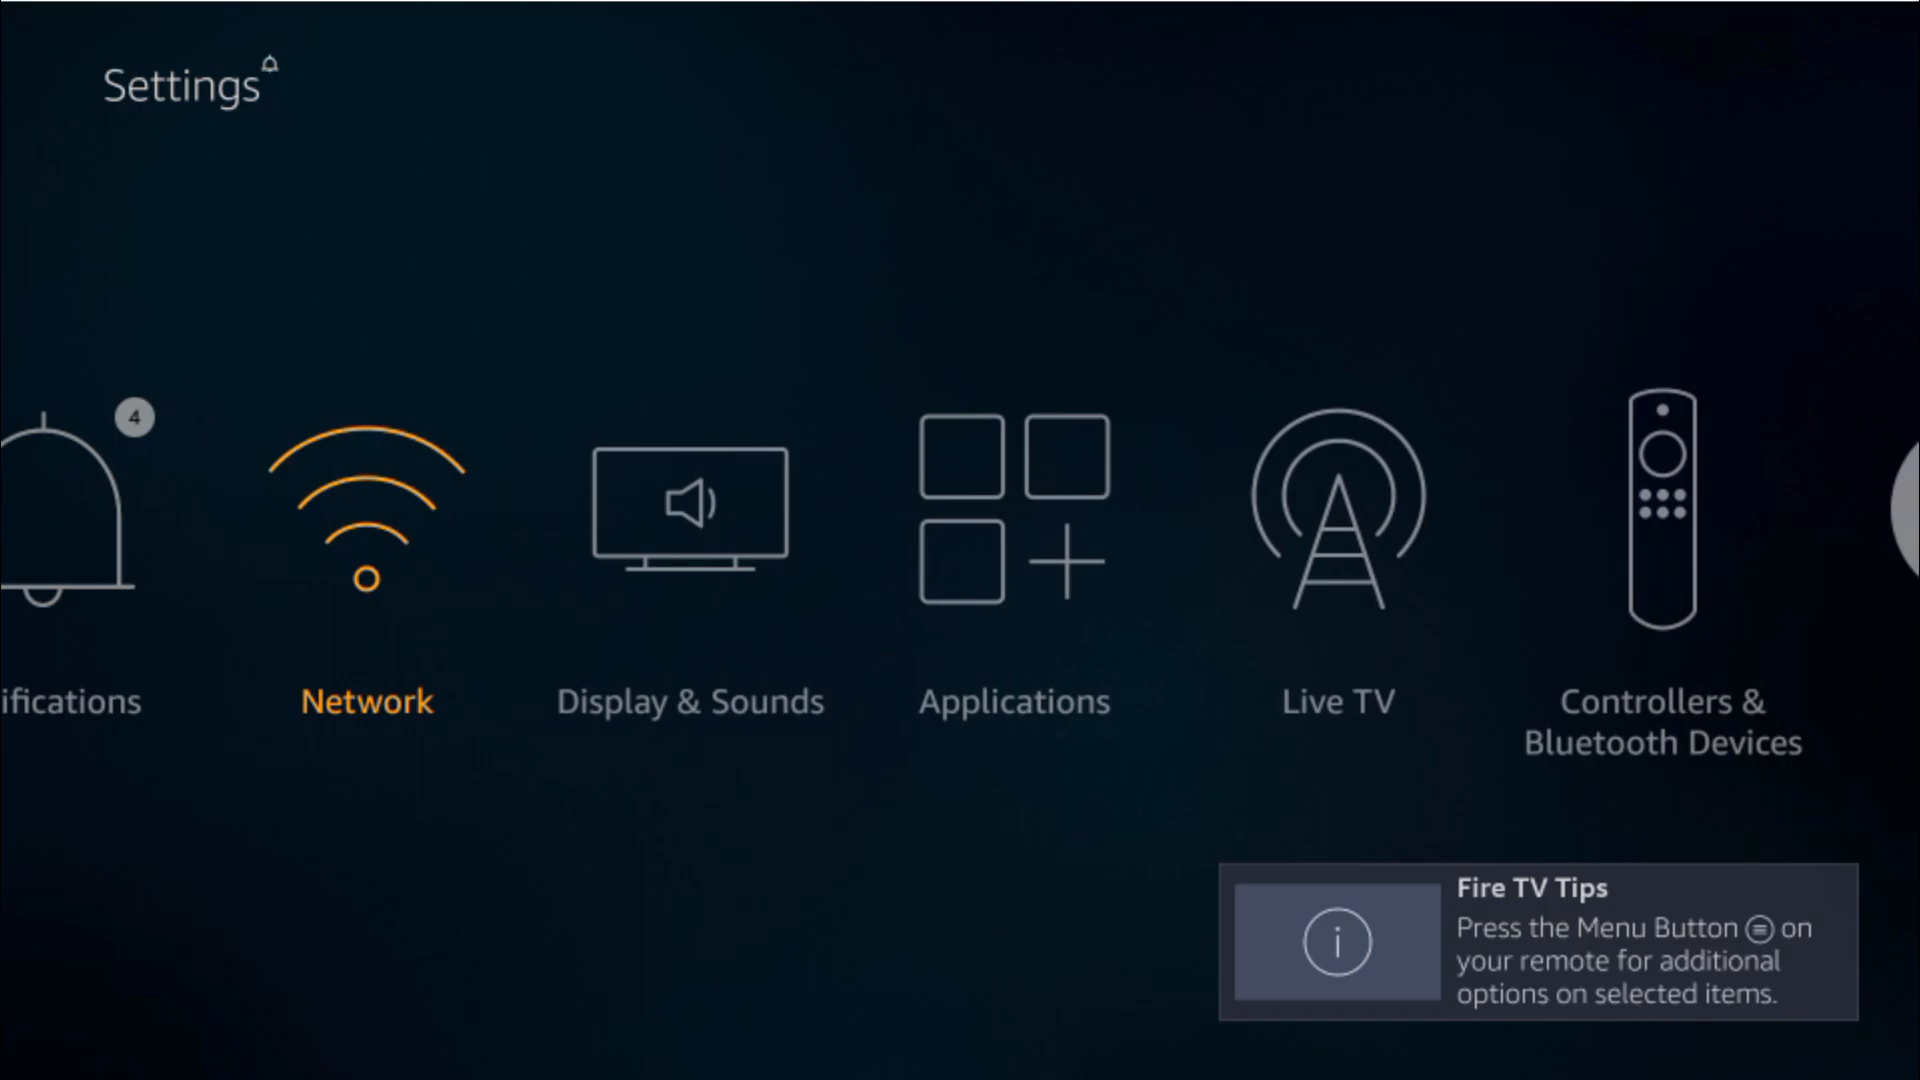 Settings
4
ifications
Network
Display & Sounds
Applications
Live TV
Controllers &
Bluetooth Devices
Fire TV Tips
Press the Menu Button on
your remote for additional
options on selected items.